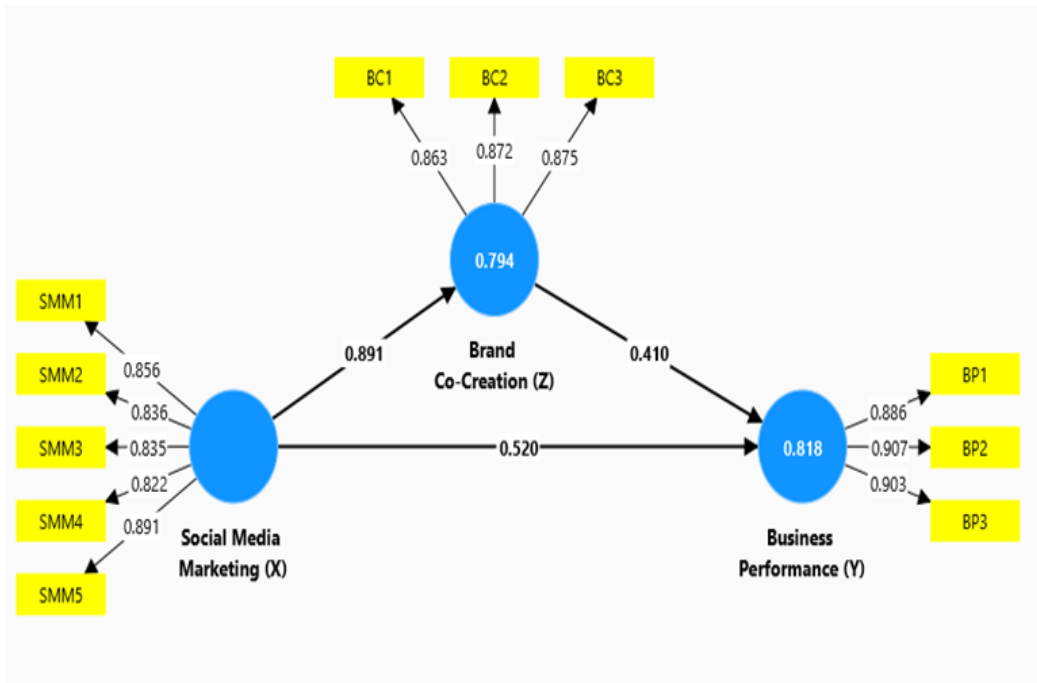 BC1
BC2
BC3
0.863
0.872
0.875
0.794
SMM1
SMM2
SMM3
SMM4
SMM5
0.856
0.836
0.835
0.822
0.891
0.891
Brand
Co-Creation (Z)
0.410
0.520
Social Media
Marketing (X)
0.818
Business
Performance (Y)
0.886
0.907
0.903
BP1
BP2
BP3